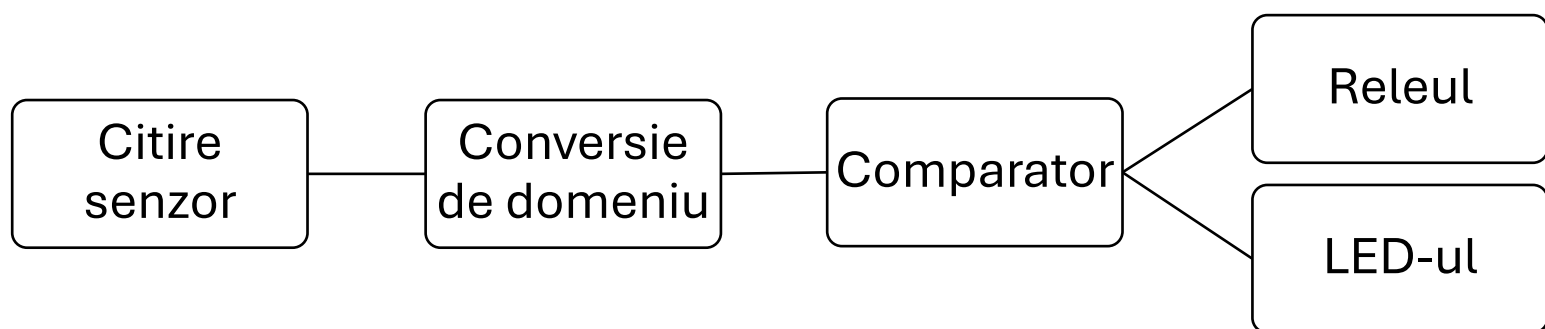 Citire
senzor
Conversie
de domeniu
Comparator
Releul
LED-ul